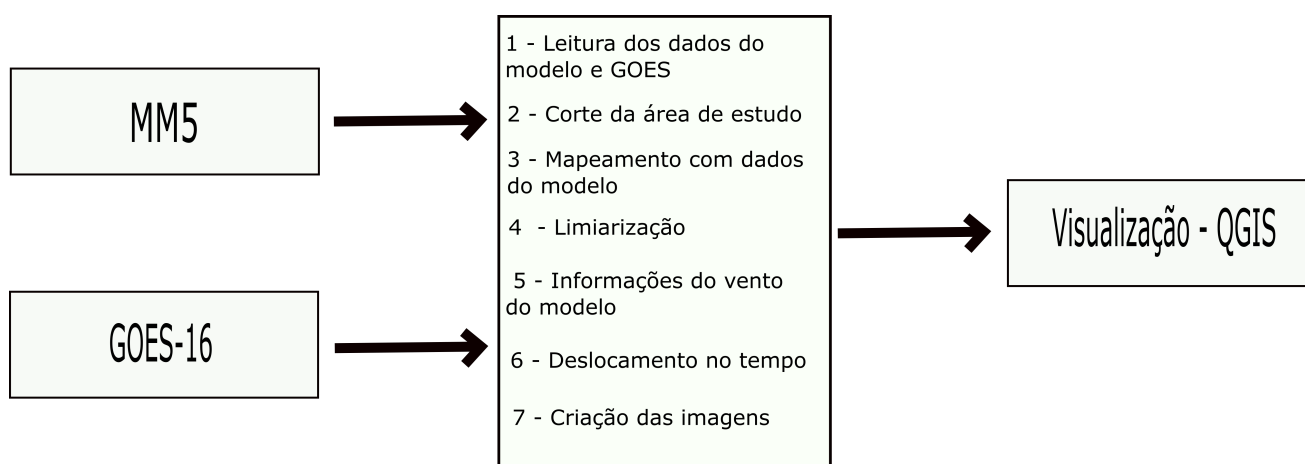 MM5
GOES-16
1 - Leitura dos dados do
modelo e GOES
2 - Corte da área de estudo
3 - Mapeamento com dados
do modelo
4 - Limiarização
5 - Informações do vento
do modelo
6 - Deslocamento no tempo
7 - Criação das imagens
Visualização - QGIS